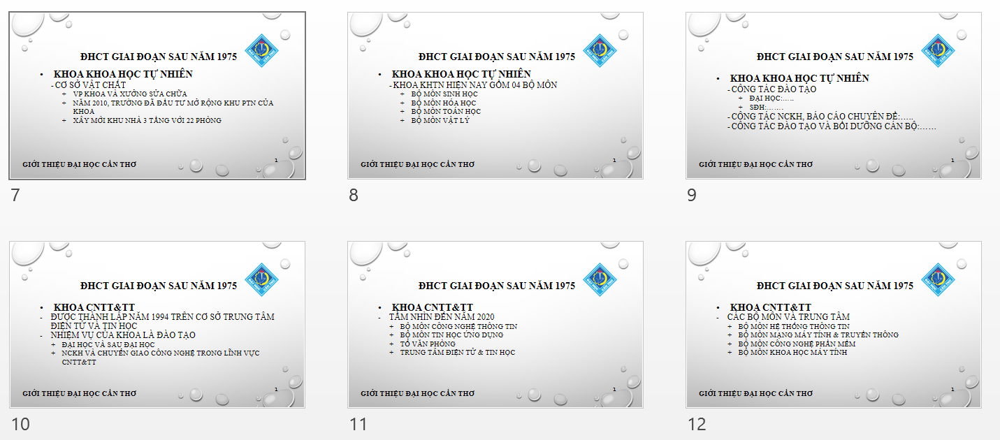 ĐHCT GIAI ĐOẠN SAU NĂM 1975
• KHOA KHOA HỌC TỰ NHIÊN
- CƠ SỞ VẬT CHẤT
+ VP KHOA VÀ XƯỞNG SỬA CHỮA
+ NĂM 2010, TRƯỜNG ĐÃ ĐẦU TƯ MỞ RỘNG KHU PTN CỦA
KHOA
+ XÂY MỚI KHU NHÀ 3 TẦNG VỚI 22 PHÒNG
GIỚI THIỆU ĐẠI HỌC CẦN THƠ
1
7
ĐHCT GIAI ĐOẠN SAU NĂM 1975
• KHOA KHOA HỌC TỰ NHIÊN
- KHOA KHTN HIỆN NAY GỒM 04 BỘ MÔN
+ BỘ MÔN SINH HỌC
+ BỘ MÔN HÓA HỌC
+ BỘ MÔN TOÁN HỌC
+ BỘ MÔN VẬT LÝ
GIỚI THIỆU ĐẠI HỌC CẦN THƠ
1
8
ĐHCT GIAI ĐOẠN SAU NĂM 1975
• KHOA KHOA HỌC TỰ NHIÊN
- CÔNG TÁC ĐÀO TẠO
+ ĐẠI HỌC:.....
+ SĐH:.......
- CÔNG TÁC NCKH, BÁO CÁO CHUYÊN ĐỀ:.....
- CÔNG TÁC ĐÀO TẠO VÀ BỒI DƯỠNG CÁN BỘ:......
GIỚI THIỆU ĐẠI HỌC CẦN THƠ
1
9
ĐHCT GIAI ĐOẠN SAU NĂM 1975
• KHOA CNTT&TT
- ĐƯỢC THÀNH LẬP NĂM 1994 TRÊN CƠ SỞ TRUNG TÂM
ĐIỆN TỬ VÀ TIN HỌC
- NHIỆM VỤ CỦA KHOA LÀ ĐÀO TẠO
+ ĐẠI HỌC VÀ SAU ĐẠI HỌC
+ NCKH VÀ CHUYỂN GIAO CÔNG NGHỆ TRONG LĨNH VỰC
CNTT&TT
GIỚI THIỆU ĐẠI HỌC CẦN THƠ
1
10
ĐHCT GIAI ĐOẠN SAU NĂM 1975
• KHOA CNTT&TT
- TẦM NHÌN ĐẾN NĂM 2020
+ BỘ MÔN CÔNG NGHỆ THÔNG TIN
+ BỘ MÔN TIN HỌC ỨNG DỤNG
+ TỔ VĂN PHÒNG
+ TRUNG TÂM ĐIỆN TỬ & TIN HỌC
GIỚI THIỆU ĐẠI HỌC CẦN THƠ
1
11
ĐHCT GIAI ĐOẠN SAU NĂM 1975
• KHOA CNTT&TT
- CÁC BỘ MÔN VÀ TRUNG TÂM
+ BỘ MÔN HỆ THỐNG THÔNG TIN
+ BỘ MÔN MẠNG MÁY TÍNH & TRUYỀN THÔNG
+ BỘ MÔN CÔNG NGHỆ PHẦN MỀM
+ BỘ MÔN KHOA HỌC MÁY TÍNH
GIỚI THIỆU ĐẠI HỌC CẦN THƠ
1
12